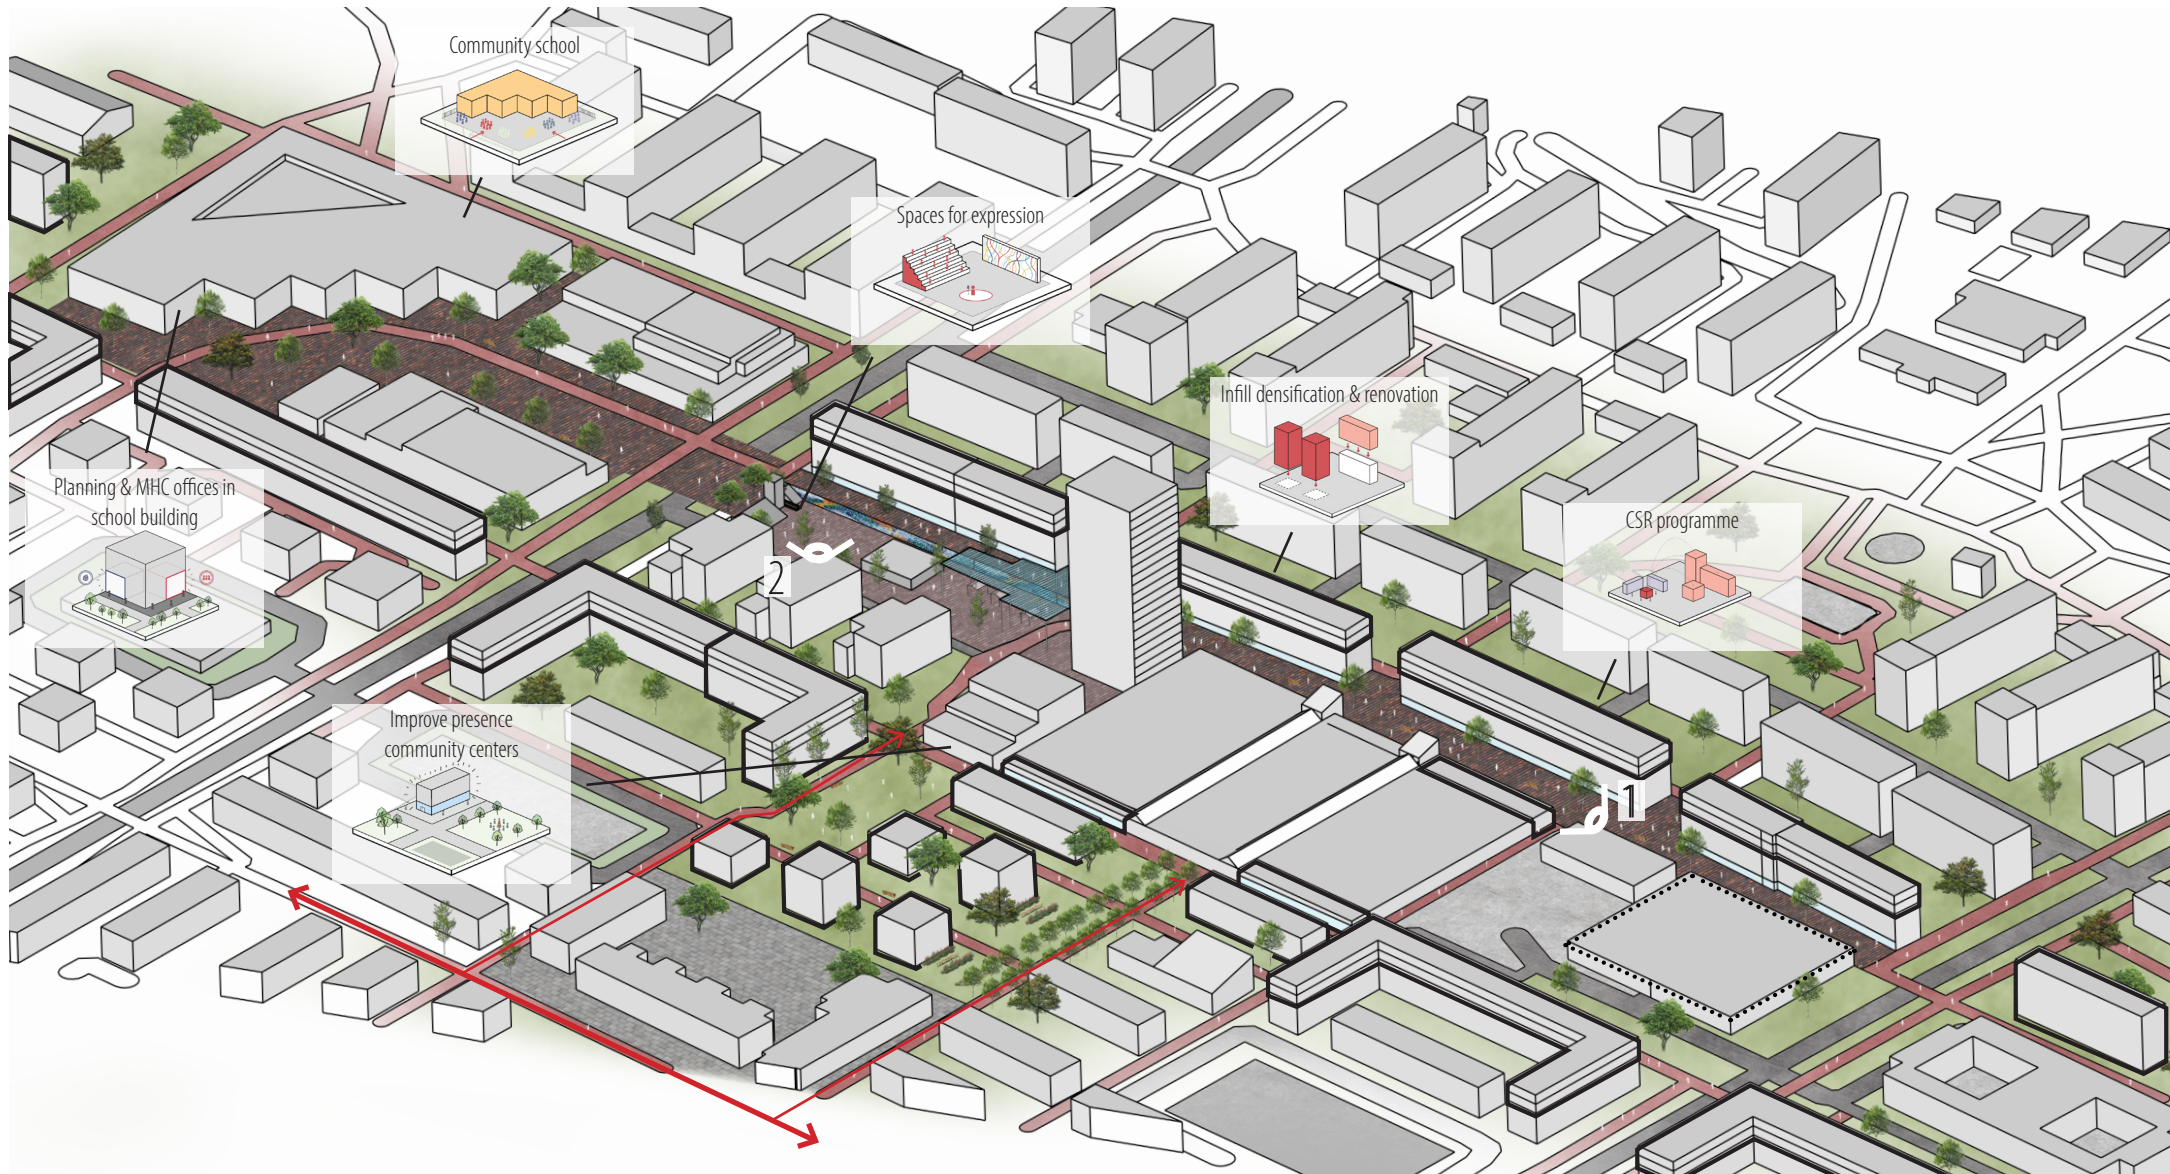 Community school
Spaces for expression
Infill densification & renovation
Planning & MHC offices in
school building
CSR programme
2
Improve presence
community centers
1